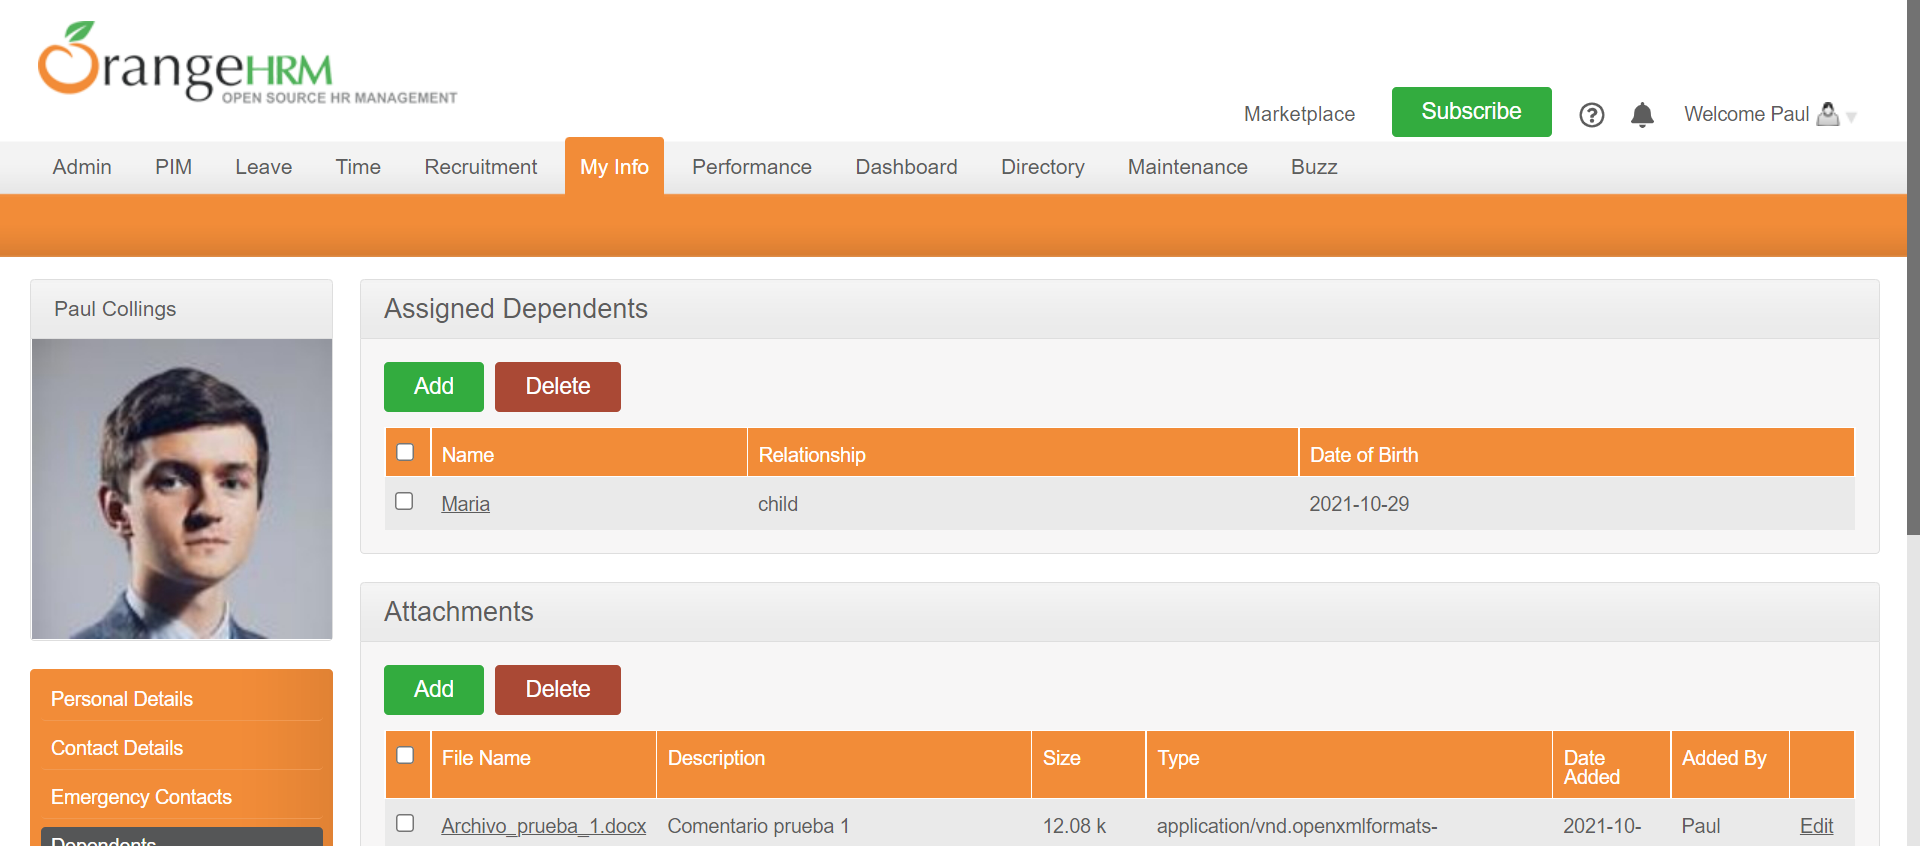 OrangeHRM
OPEN SOURCE HR MANAGEMENT
Marketplace
Subscribe
?
Welcome Paul
Admin
PIM
Leave
Time
Recruitment
My Info
Performance
Dashboard
Directory
Maintenance
Buzz
Paul Collings
Assigned Dependents
Add
Delete
Name
Relationship
Date of Birth
Maria
child
2021-10-29
Attachments
Add
Delete
File Name
Description
Size
Type
Date
Added
Added By
Archivo_prueba_1.docx
Comentario prueba 1
12.08 k
application/vnd.openxmlformats-
2021-10-
Paul
Edit
Personal Details
Contact Details
Emergency Contacts
Dependents